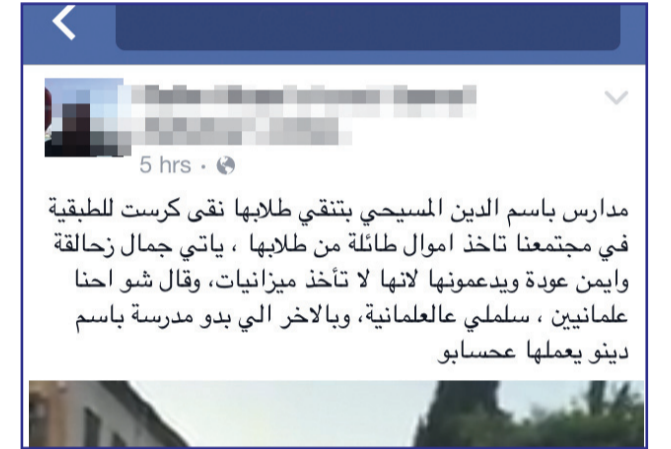 5 hrs ·
مدارس باسم الدين المسيحي بتنقي طلابها نقى كرست للطبقية
في مجتمعنا تاخذ اموال طائلة من طلابها ، ياتي جمال زحالقة
وايمن عودة ويدعمونها لانها لا تأخذ ميزانيات، وقال شو احنا
علمانيين ، سلملي عالعلمانية، وبالاخر الي بدو مدرسة باسم
دينو يعملها عحسابو